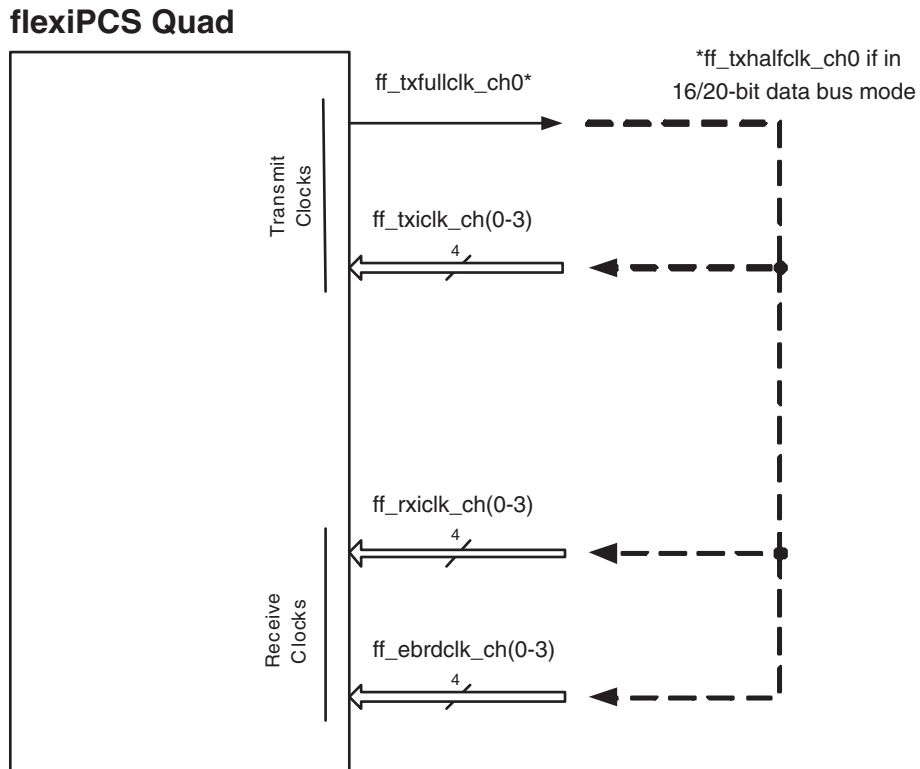 flexiPCS Quad
*ff_txhalfclk_ch0 if in
16/20-bit data bus mode
ff_txfullclk_ch0*
Transmit
Clocks
ff_txiclk_ch(0-3)
4
ff_rxiclk_ch(0-3)
4
Receive
Clocks
ff_ebrdclk_ch(0-3)
4